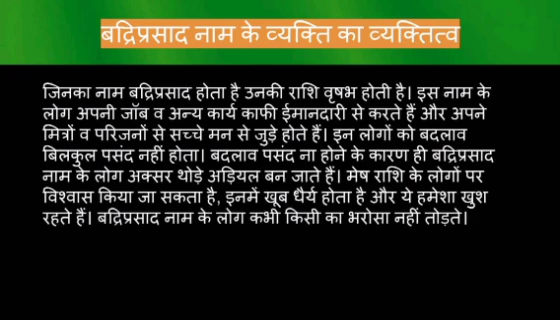 बद्रिप्रसाद नाम के व्यक्ति का व्यक्तित्व
जिनका नाम बद्रिप्रसाद होता है उनकी राशि वृषभ होती है। इस नाम के
लोग अपनी जॉब व अन्य कार्य काफी ईमानदारी से करते हैं और अपने
मित्रों व परिजनों से सच्चे मन से जुड़े होते हैं। इन लोगों को बदलाव
बिलकुल पसंद नहीं होता। बदलाव पसंद ना होने के कारण ही बद्रिप्रसाद
नाम के लोग अक्सर थोड़े अड़ियल बन जाते हैं। मेष राशि के लोगों पर
विश्वास किया जा सकता है, इनमें खूब धैर्य होता है और ये हमेशा खुश
रहते हैं। बद्रिप्रसाद नाम के लोग कभी किसी का भरोसा नहीं तोड़ते।